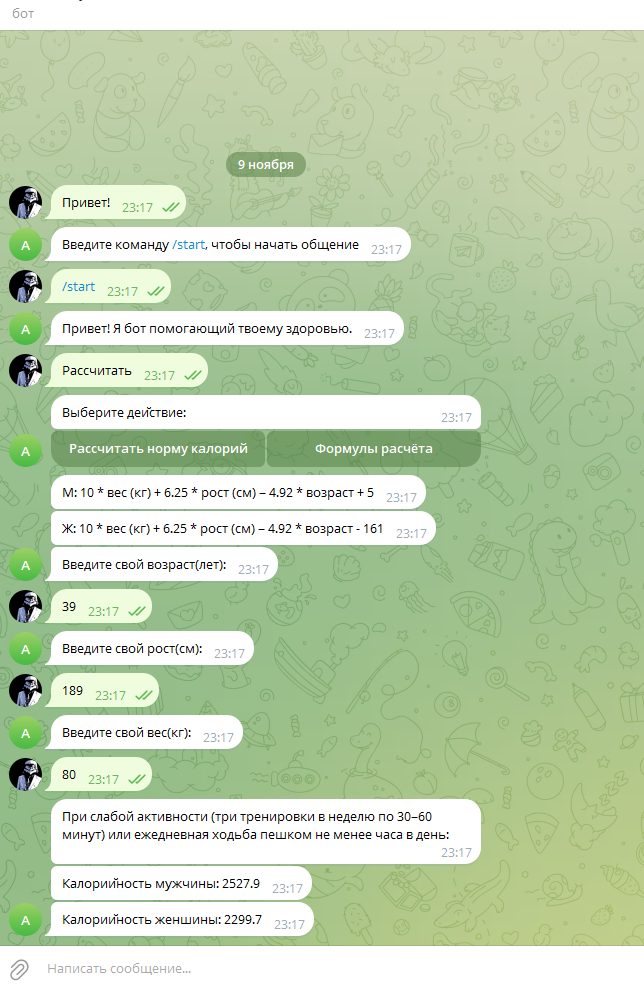 бот
9 ноября
Привет! 23:17
Введите команду /start, чтобы начать общение 23:17
/start 23:17
Привет! Я бот помогающий твоему здоровью. 23:17
Рассчитать 23:17
Выберите действие: 23:17
Рассчитать норму калорий Формулы расчёта
М: 10 * вес (кг) + 6.25 * рост (см) – 4.92 * возраст + 5 23:17
Ж: 10 * вес (кг) + 6.25 * рост (см) – 4.92 * возраст - 161 23:17
Введите свой возраст(лет): 23:17
39 23:17
Введите свой рост(см): 23:17
189 23:17
Введите свой вес(кг): 23:17
80 23:17
При слабой активности (три тренировки в неделю по 30–60
минут) или ежедневная ходьба пешком не менее часа в день:
23:17
Калорийность мужчины: 2527.9 23:17
Калорийность женшины: 2299.7 23:17
Написать сообщение...